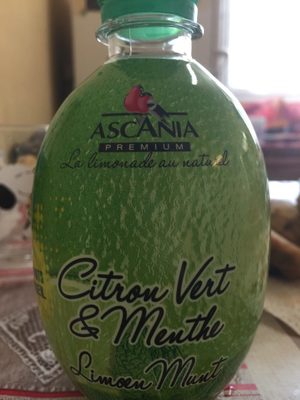 ASCANIA
PREMIUM
La limonade au naturel
Citron Vert
& Menthe
Limoen Munt